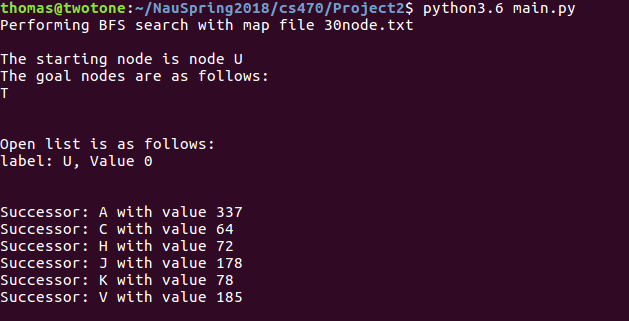 thomas@twotone:~/NauSpring2018/cs470/Project2$ python3.6 main.py
Performing BFS search with map file 30node.txt
The starting node is node U
The goal nodes are as follows:
T
Open list is as follows:
label: U, Value 0
Successor: A with value 337
Successor: C with value 64
Successor: H with value 72
Successor: J with value 178
Successor: K with value 78
Successor: V with value 185